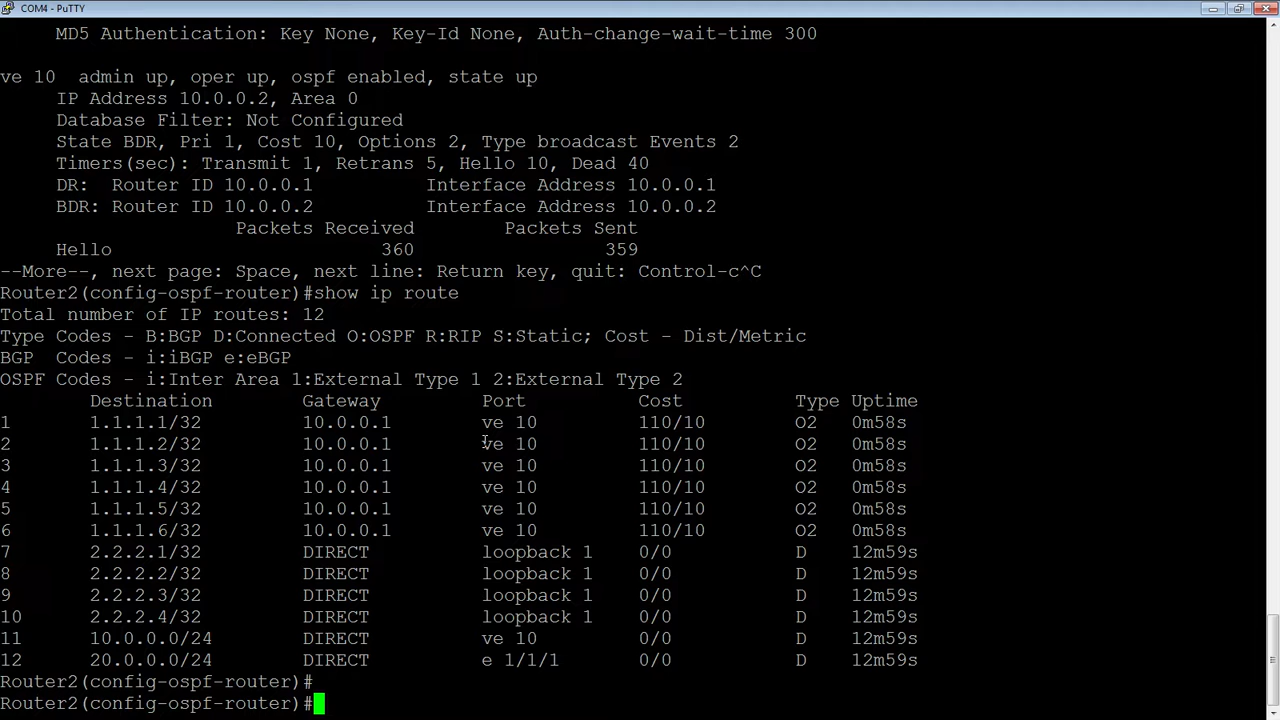 COM4 - PuTTY
MD5 Authentication: Key None, Key-Id None, Auth-change-wait-time 300
ve 10  admin up, oper up, ospf enabled, state up
IP Address 10.0.0.2, Area 0
Database Filter: Not Configured
State BDR, Pri 1, Cost 10, Options 2, Type broadcast Events 2
Timers(sec): Transmit 1, Retrans 5, Hello 10, Dead 40
DR:  Router ID 10.0.0.1          Interface Address 10.0.0.1
BDR: Router ID 10.0.0.2          Interface Address 10.0.0.2
Packets Received        Packets Sent
Hello                        360                 359
--More--, next page: Space, next line: Return key, quit: Control-c^C
Router2(config-ospf-router)#show ip route
Total number of IP routes: 12
Type Codes - B:BGP D:Connected O:OSPF R:RIP S:Static; Cost - Dist/Metric
BGP  Codes - i:iBGP e:eBGP
OSPF Codes - i:Inter Area 1:External Type 1 2:External Type 2
Destination        Gateway         Port          Cost          Type Uptime
1       1.1.1.1/32         10.0.0.1        ve 10         110/10        O2   0m58s
2       1.1.1.2/32         10.0.0.1        ve 10         110/10        O2   0m58s
3       1.1.1.3/32         10.0.0.1        ve 10         110/10        O2   0m58s
4       1.1.1.4/32         10.0.0.1        ve 10         110/10        O2   0m58s
5       1.1.1.5/32         10.0.0.1        ve 10         110/10        O2   0m58s
6       1.1.1.6/32         10.0.0.1        ve 10         110/10        O2   0m58s
7       2.2.2.1/32         DIRECT          loopback 1    0/0           D    12m59s
8       2.2.2.2/32         DIRECT          loopback 1    0/0           D    12m59s
9       2.2.2.3/32         DIRECT          loopback 1    0/0           D    12m59s
10      2.2.2.4/32         DIRECT          loopback 1    0/0           D    12m59s
11      10.0.0.0/24        DIRECT          ve 10         0/0           D    12m59s
12      20.0.0.0/24        DIRECT          e 1/1/1       0/0           D    12m59s
Router2(config-ospf-router)#
Router2(config-ospf-router)#